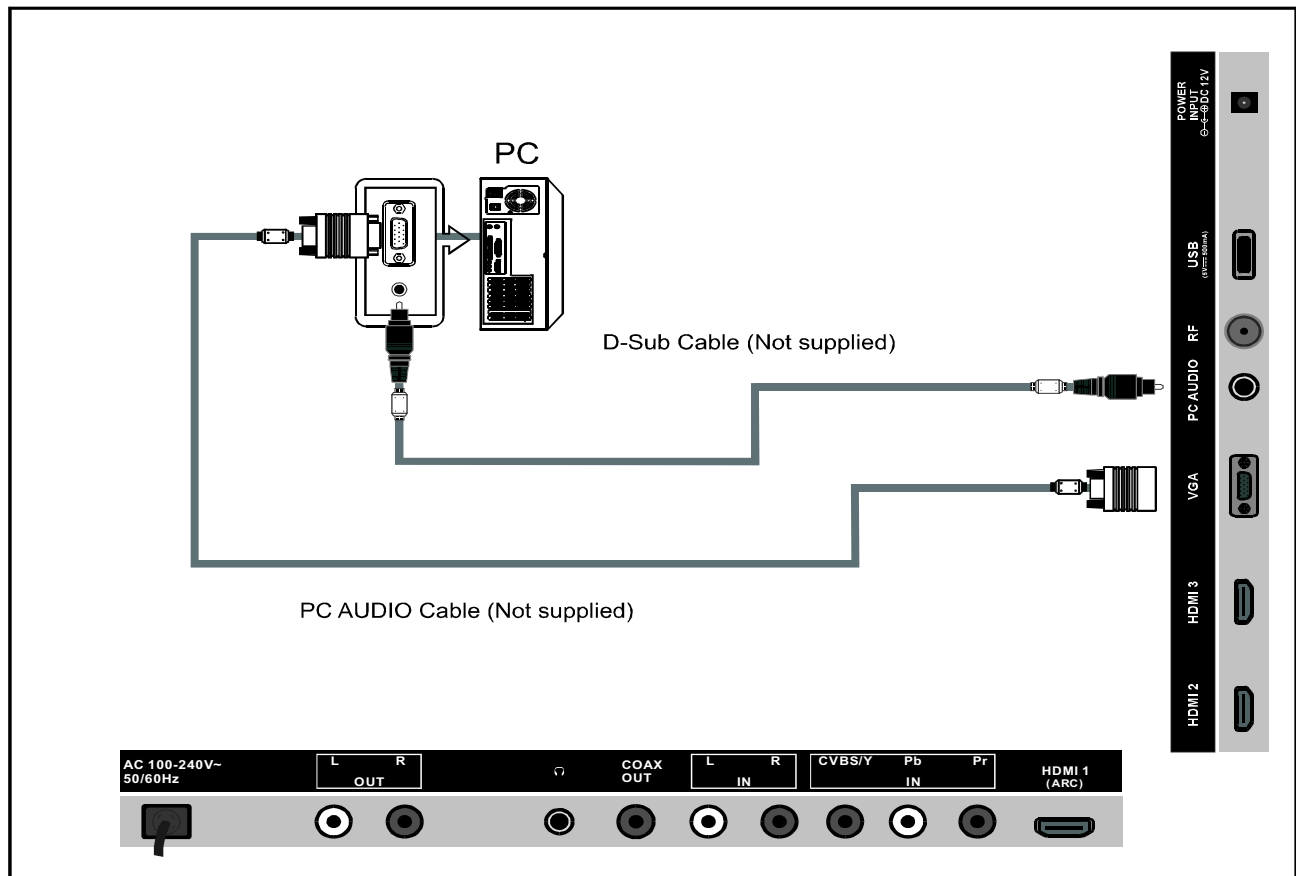 PC
D-Sub Cable (Not supplied)
PC AUDIO Cable (Not supplied)
POWER
INPUT
DC 12V
USB
(5V⎓500mA)
RF
PC AUDIO
VGA
HDMI 3
HDMI 2
AC 100-240V~
50/60Hz
L R
OUT
COAX
OUT
L R
IN
CVBS/Y Pb Pr
IN
HDMI 1
(ARC)